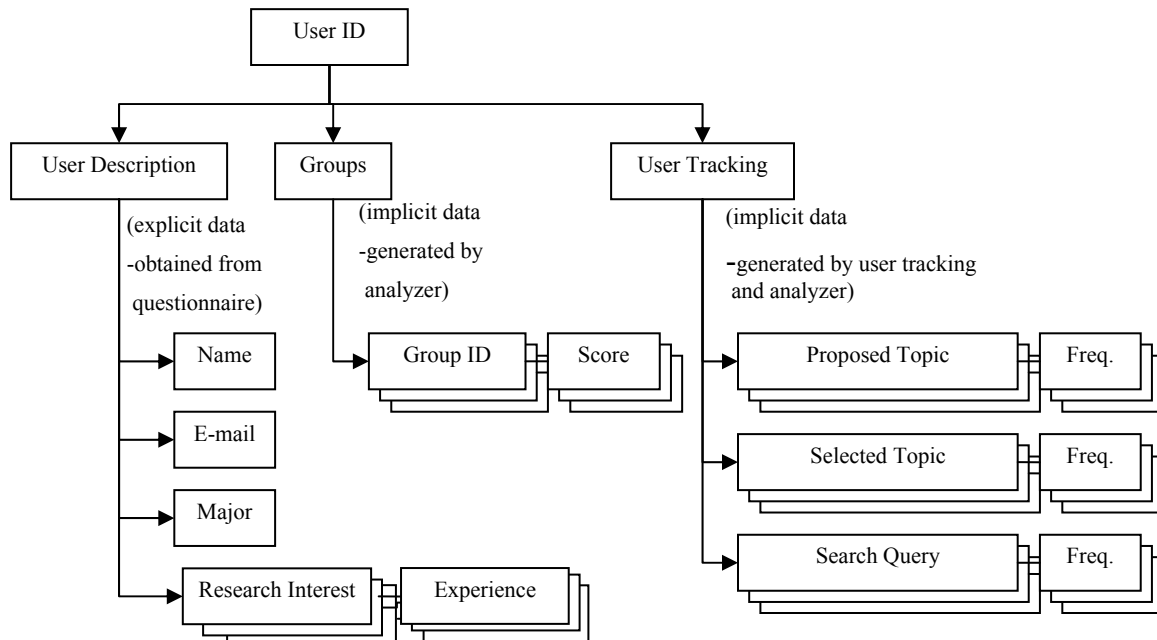 User ID
User Description
Groups
User Tracking
(explicit data
-obtained from
questionnaire)
(implicit data
-generated by
analyzer)
(implicit data
-generated by user tracking
and analyzer)
Name
Group ID
Score
Proposed Topic
Freq.
E-mail
Selected Topic
Freq.
Major
Search Query
Freq.
Research Interest
Experience